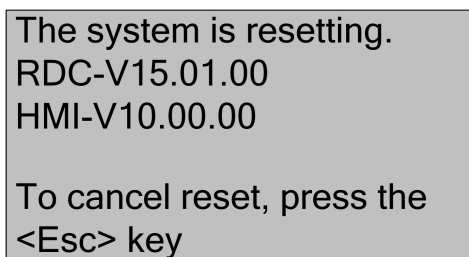 The system is resetting.
RDC-V15.01.00
HMI-V10.00.00
To cancel reset, press the
<Esc> key